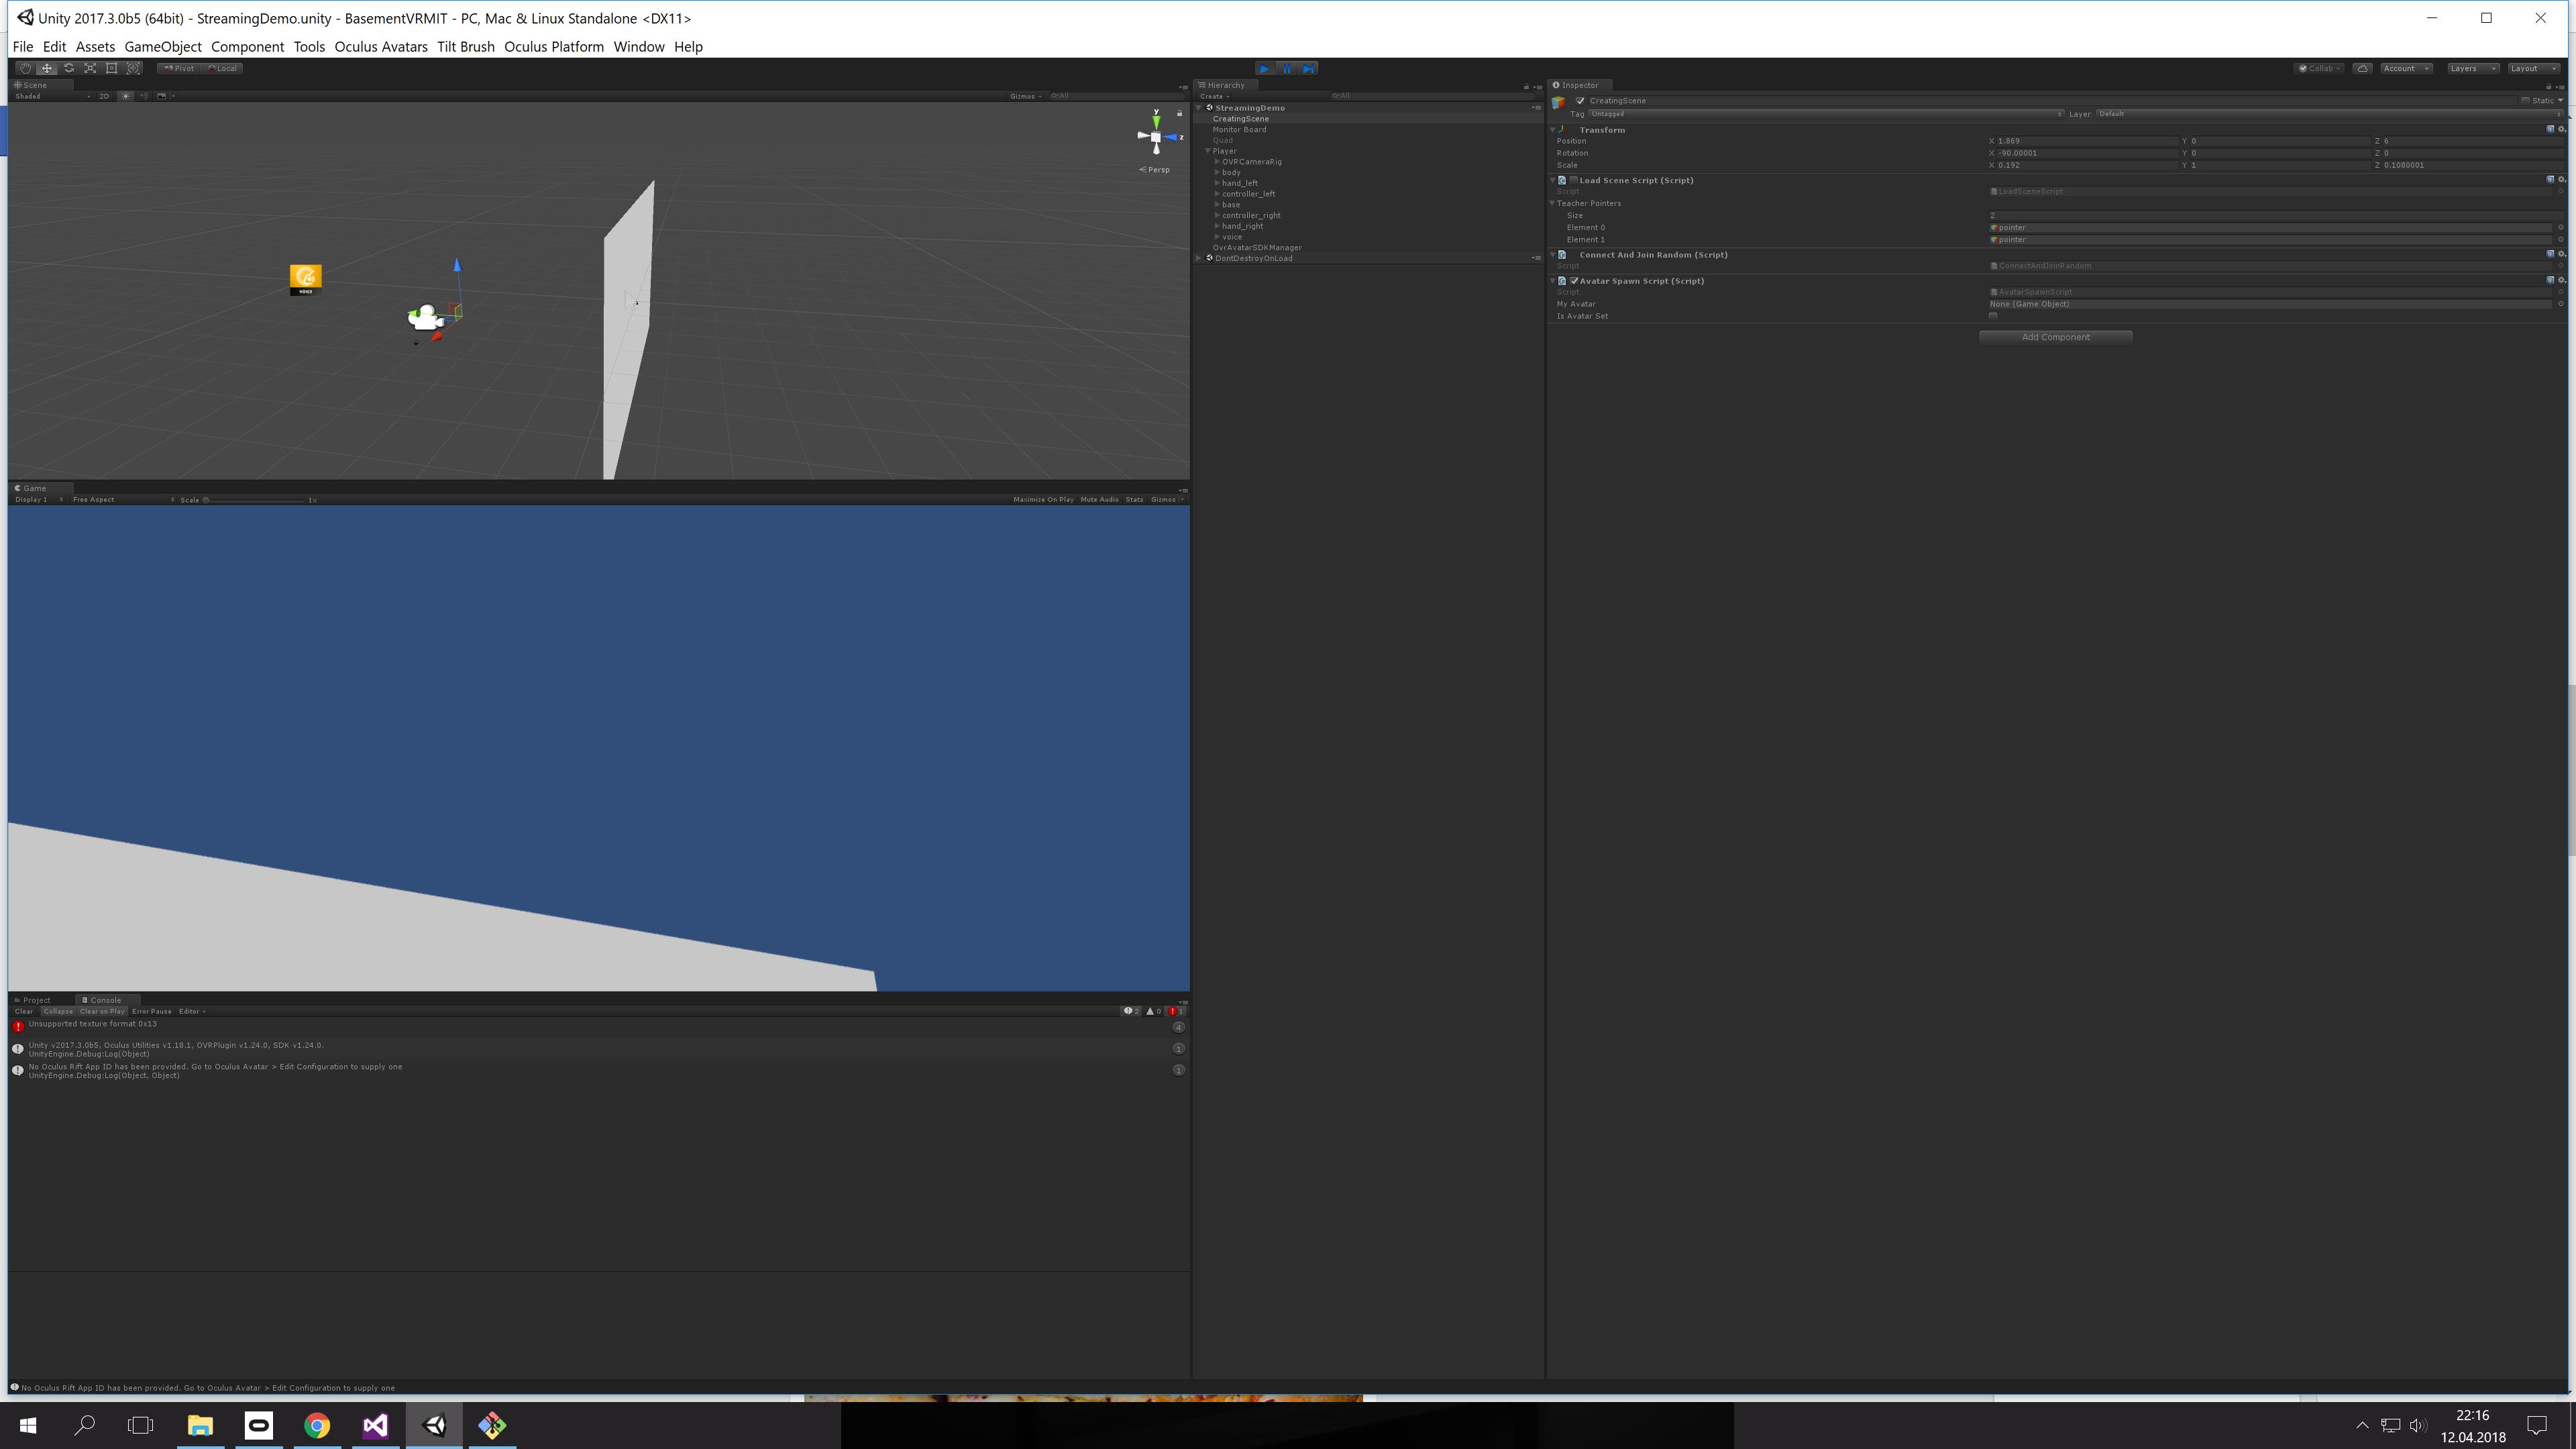 Unity 2017.3.0b5 (64bit) - StreamingDemo.unity - BasementVRMIT - PC, Mac & Linux Standalone <DX11>
File Edit Assets GameObject Component Tools Oculus Avatars Tilt Brush Oculus Platform Window Help
Pivot Local Collab Account Layers Layout
Scene
Shaded 2D Gizmos All
y
z
Persp
Game
Display 1 Free Aspect Scale 1x Maximize On Play Mute Audio Stats Gizmos
Project Console
Clear Collapse Clear on Play Error Pause Editor 2 0 1
Unsupported texture format 0x13 4
Unity v2017.3.0b5, Oculus Utilities v1.18.1, OVRPlugin v1.24.0, SDK v1.24.0.
UnityEngine.Debug:Log(Object) 1
No Oculus Rift App ID has been provided. Go to Oculus Avatar > Edit Configuration to supply one
UnityEngine.Debug:Log(Object, Object) 1
No Oculus Rift App ID has been provided. Go to Oculus Avatar > Edit Configuration to supply one
Hierarchy
Create All
StreamingDemo
CreatingScene
Monitor Board
Quad
Player
OVRCameraRig
body
hand_left
controller_left
base
controller_right
hand_right
voice
OvrAvatarSDKManager
DontDestroyOnLoad
Inspector
CreatingScene Static
Tag Untagged Layer Default
Transform
Position X 1.869 Y 0 Z 6
Rotation X -90.00001 Y 0 Z 0
Scale X 0.192 Y 1 Z 0.1080001
Load Scene Script (Script)
Script LoadSceneScript
Teacher Pointers
Size 2
Element 0 pointer
Element 1 pointer
Connect And Join Random (Script)
Script ConnectAndJoinRandom
Avatar Spawn Script (Script)
Script AvatarSpawnScript
My Avatar None (Game Object)
Is Avatar Set
Add Component
22:16
12.04.2018